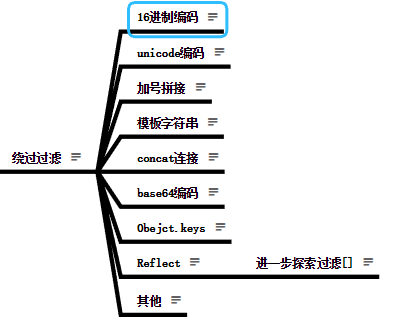 16进制编码
unicode编码
加号拼接
模板字符串
绕过过滤
concat连接
base64编码
Obejct.keys
Reflect
进一步探索过滤[]
其他